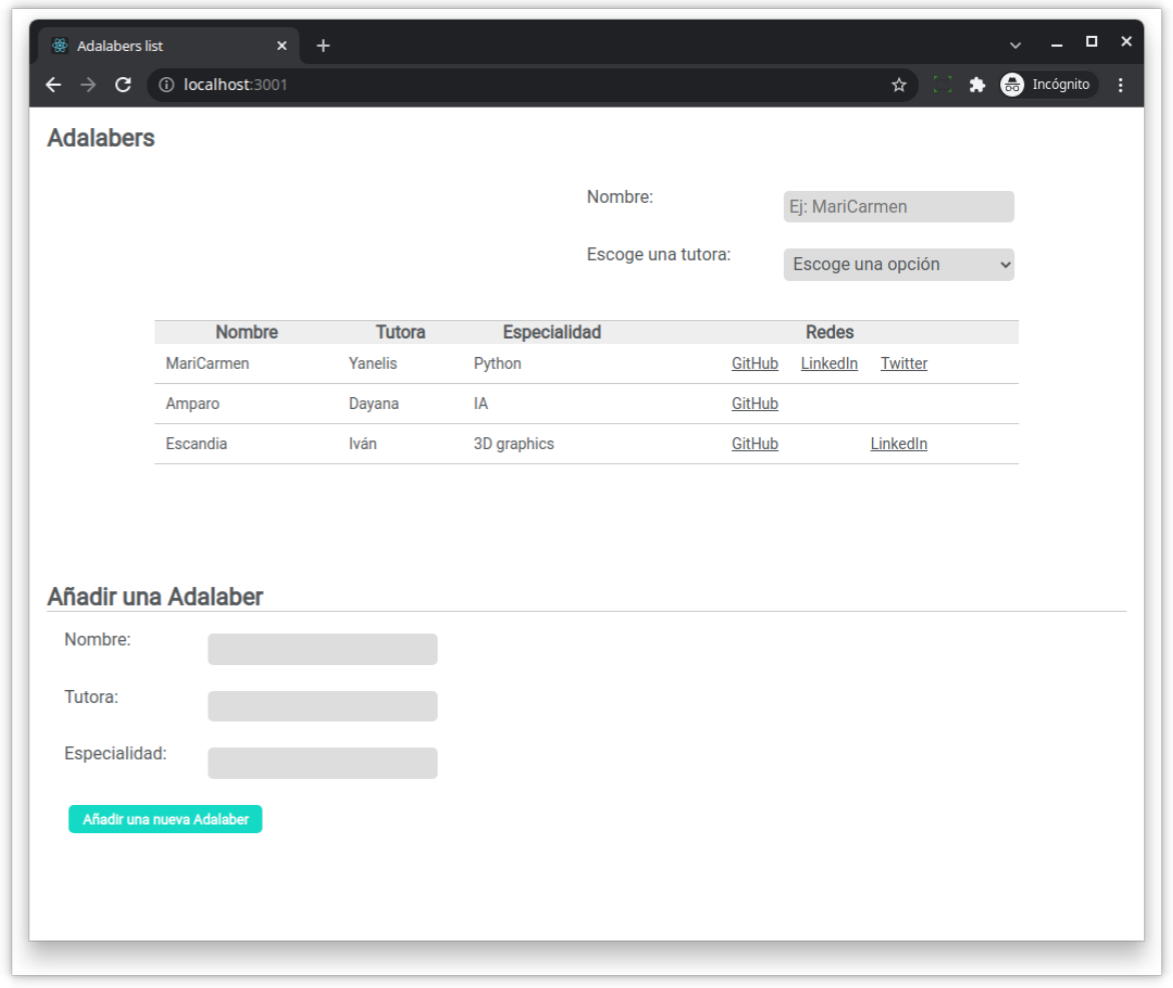 Adalabers list
localhost:3001
Incógnito
Adalabers
Nombre:
Ej: MariCarmen
Escoge una tutora:
Escoge una opción
Nombre Tutora Especialidad Redes
MariCarmen Yanelis Python GitHub LinkedIn Twitter
Amparo Dayana IA GitHub
Escandia Iván 3D graphics GitHub LinkedIn
Añadir una Adalaber
Nombre:
Tutora:
Especialidad:
Añadir una nueva Adalaber